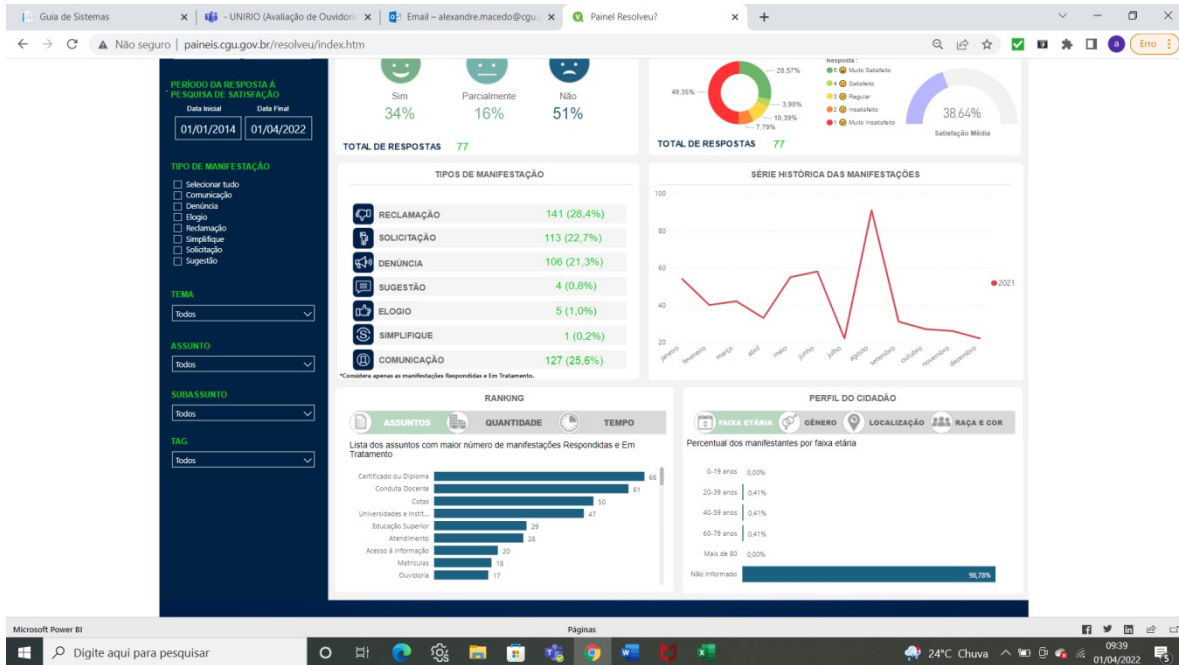 Guia de Sistemas
- UNIRIO (Avaliação de Ouvidori
Email – alexandre.macedo@cgu.g
Painel Resolveu?
Não seguro
paineis.cgu.gov.br/resolveu/index.htm
a
Erro
PERÍODO DA RESPOSTA À
PESQUISA DE SATISFAÇÃO
Data Inicial Data Final
01/01/2014 01/04/2022
TIPO DE MANIFESTAÇÃO
Selecionar tudo
Comunicação
Denúncia
Elogio
Reclamação
Simplifique
Solicitação
Sugestão
TEMA
Todos
ASSUNTO
Todos
SUBASSUNTO
Todos
TAG
Todos
Sim Parcialmente Não
34% 16% 51%
TOTAL DE RESPOSTAS 77
49,35%
28,57%
3,90%
10,39%
7,79%
Resposta :
5 Muito Satisfeito
4 Satisfeito
3 Regular
2 Insatisfeito
1 Muito Insatisfeito
38.64%
Satisfação Média
TOTAL DE RESPOSTAS 77
TIPOS DE MANIFESTAÇÃO
RECLAMAÇÃO 141 (28,4%)
SOLICITAÇÃO 113 (22,7%)
DENÚNCIA 106 (21,3%)
SUGESTÃO 4 (0,8%)
ELOGIO 5 (1,0%)
SIMPLIFIQUE 1 (0,2%)
COMUNICAÇÃO 127 (25,6%)
*Considera apenas as manifestações Respondidas e Em Tratamento.
SÉRIE HISTÓRICA DAS MANIFESTAÇÕES
100
80
60
40
20
2021
janeiro fevereiro março abril maio junho julho agosto setembro outubro novembro dezembro
RANKING
ASSUNTOS QUANTIDADE TEMPO
Lista dos assuntos com maior número de manifestações Respondidas e Em
Tratamento
Certificado ou Diploma 66
Conduta Docente 61
Cotas 50
Universidades e Instit... 47
Educação Superior 29
Atendimento 28
Acesso à informação 20
Matrículas 18
Ouvidoria 17
PERFIL DO CIDADÃO
FAIXA ETÁRIA GÊNERO LOCALIZAÇÃO RAÇA E COR
Percentual dos manifestantes por faixa etária
0-19 anos 0,00%
20-39 anos 0,41%
40-59 anos 0,41%
60-79 anos 0,41%
Mais de 80 0,00%
Não Informado 98,78%
Microsoft Power BI
Páginas
Digite aqui para pesquisar
24°C Chuva
09:39
01/04/2022
5